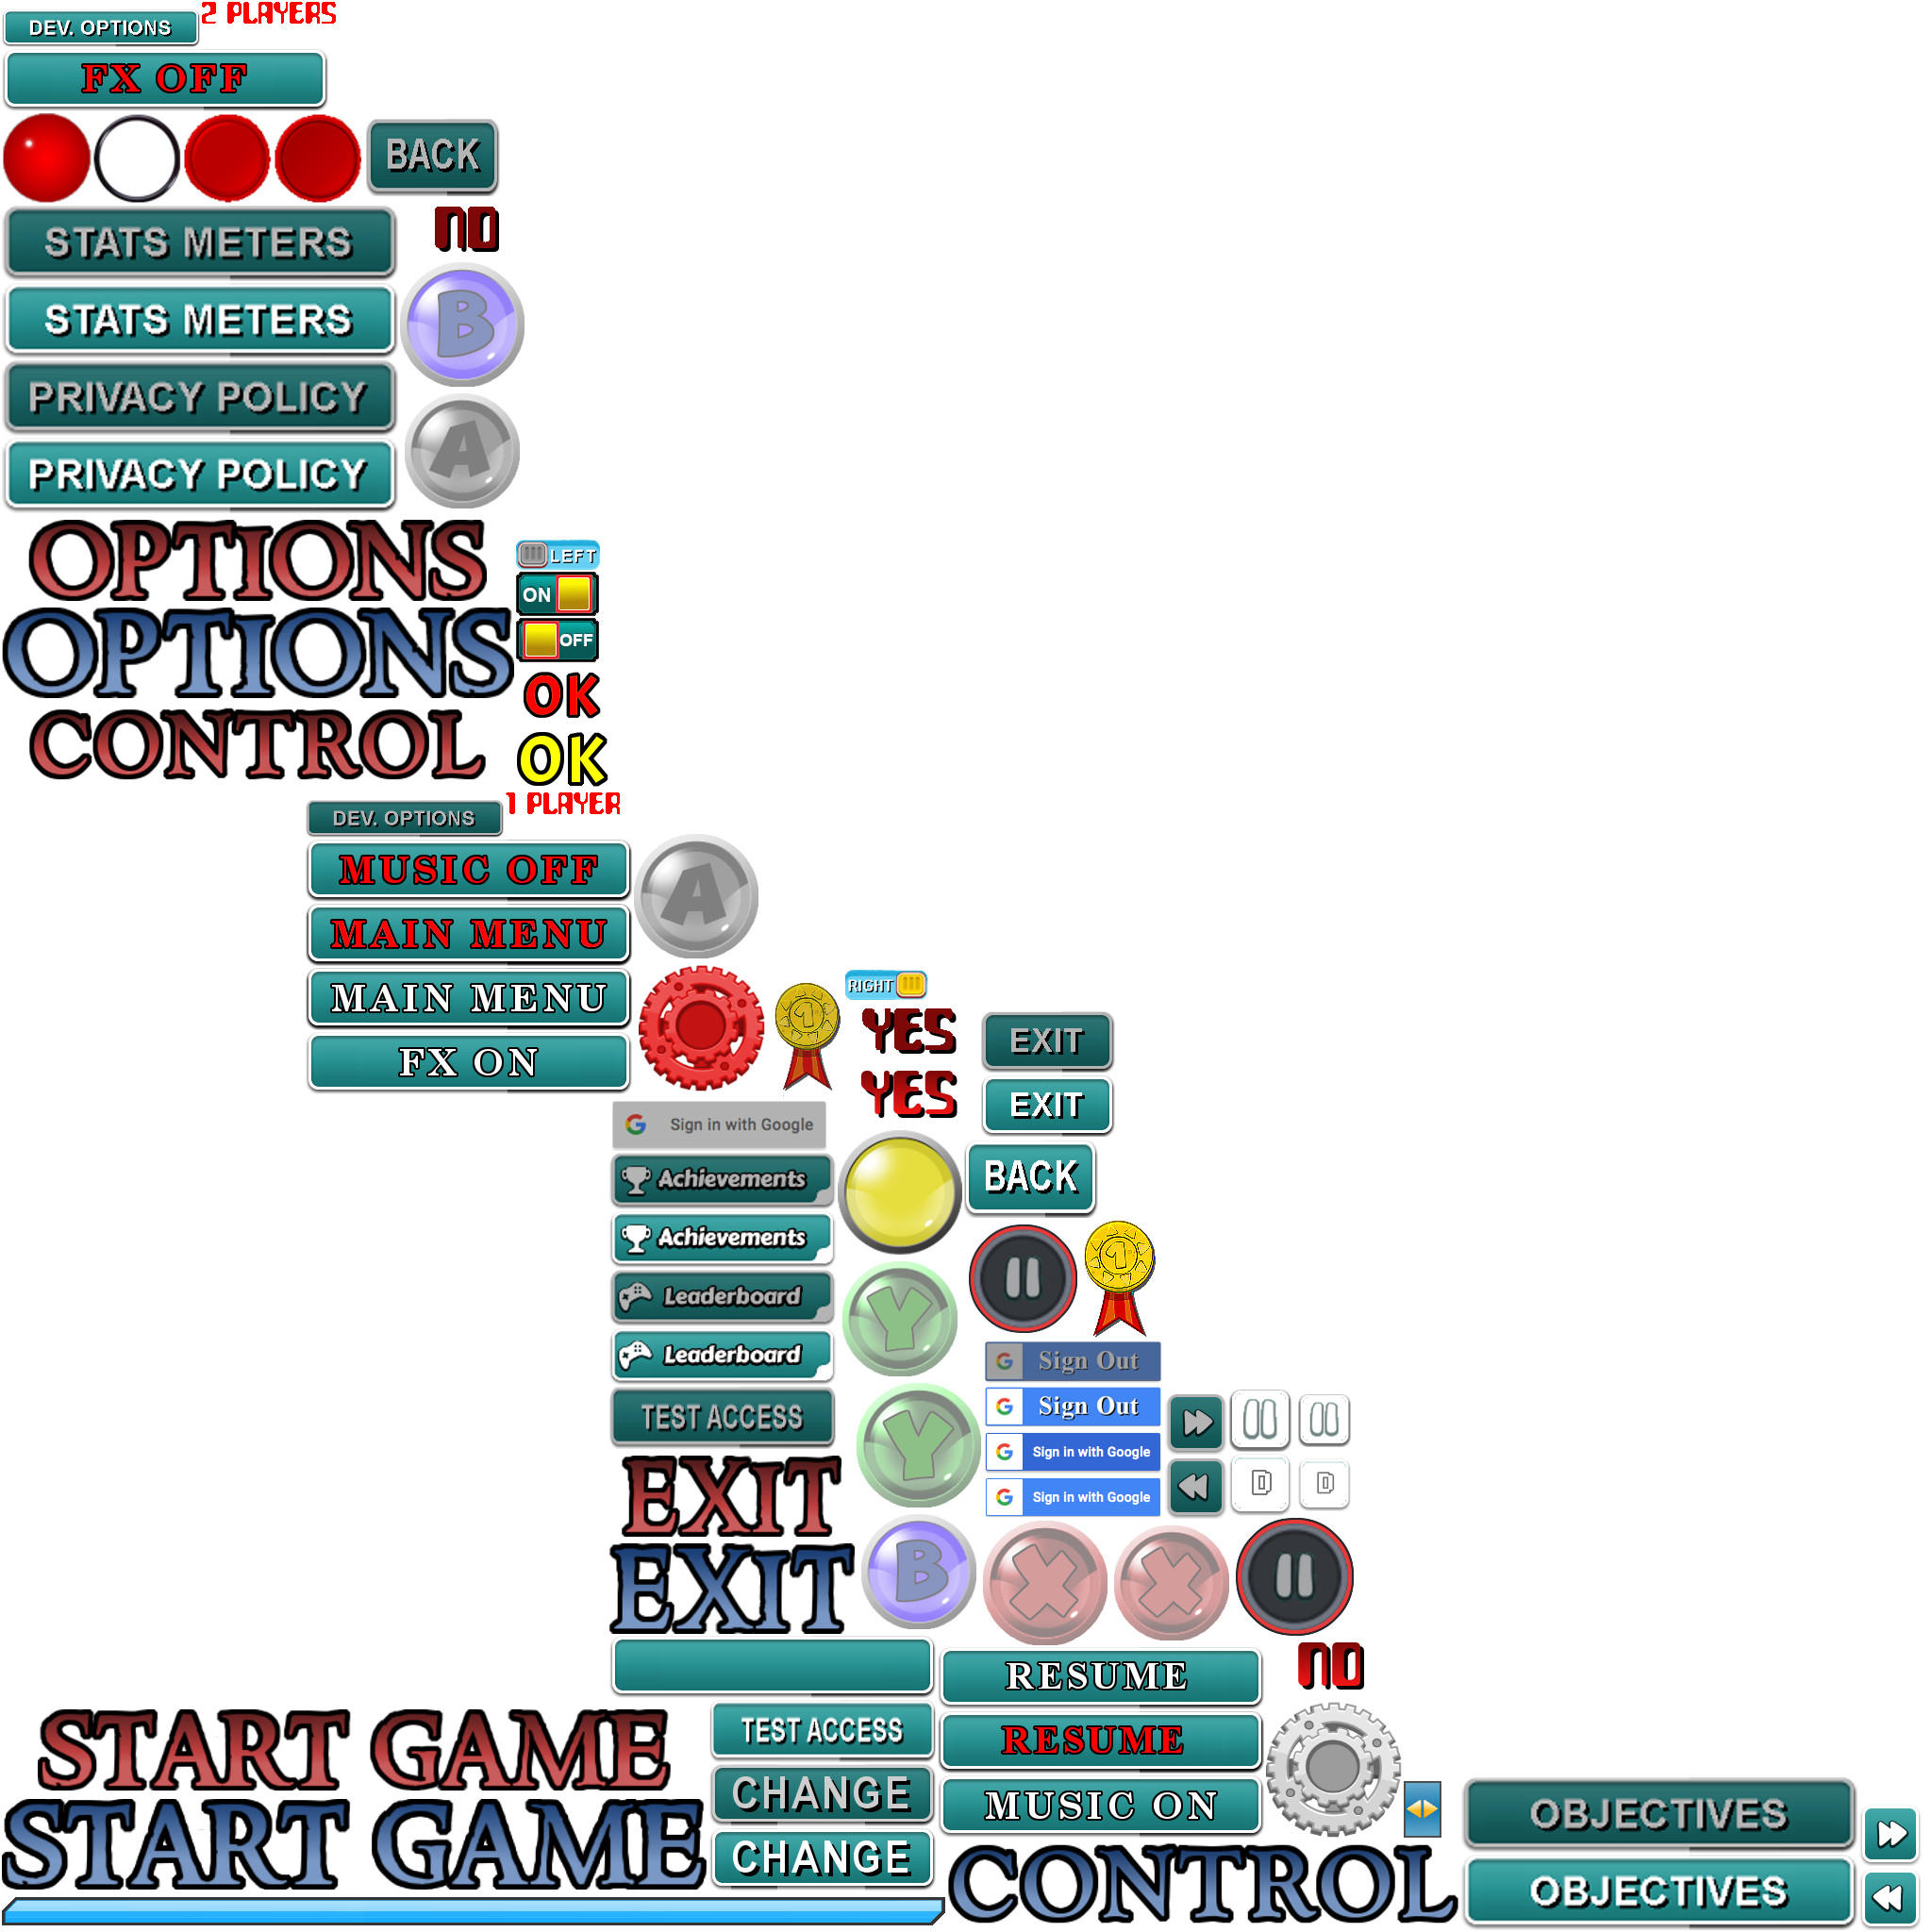 2 PLAYERS
DEV. OPTIONS
FX OFF
BACK
STATS METERS
NO
STATS METERS
B
PRIVACY POLICY
A
PRIVACY POLICY
OPTIONS
LEFT
ON
OPTIONS
OFF
OK
CONTROL
OK
1 PLAYER
DEV. OPTIONS
MUSIC OFF
A
MAIN MENU
RIGHT
MAIN MENU
1
YES
EXIT
FX ON
YES
EXIT
Sign in with Google
Achievements
BACK
Achievements
1
Leaderboard
Y
Leaderboard
Sign Out
TEST ACCESS
Sign Out
Y
Sign in with Google
EXIT
Sign in with Google
D
D
EXIT
B
X
X
RESUME
NO
START GAME
TEST ACCESS
RESUME
CHANGE
MUSIC ON
OBJECTIVES
START GAME
CHANGE
CONTROL
OBJECTIVES